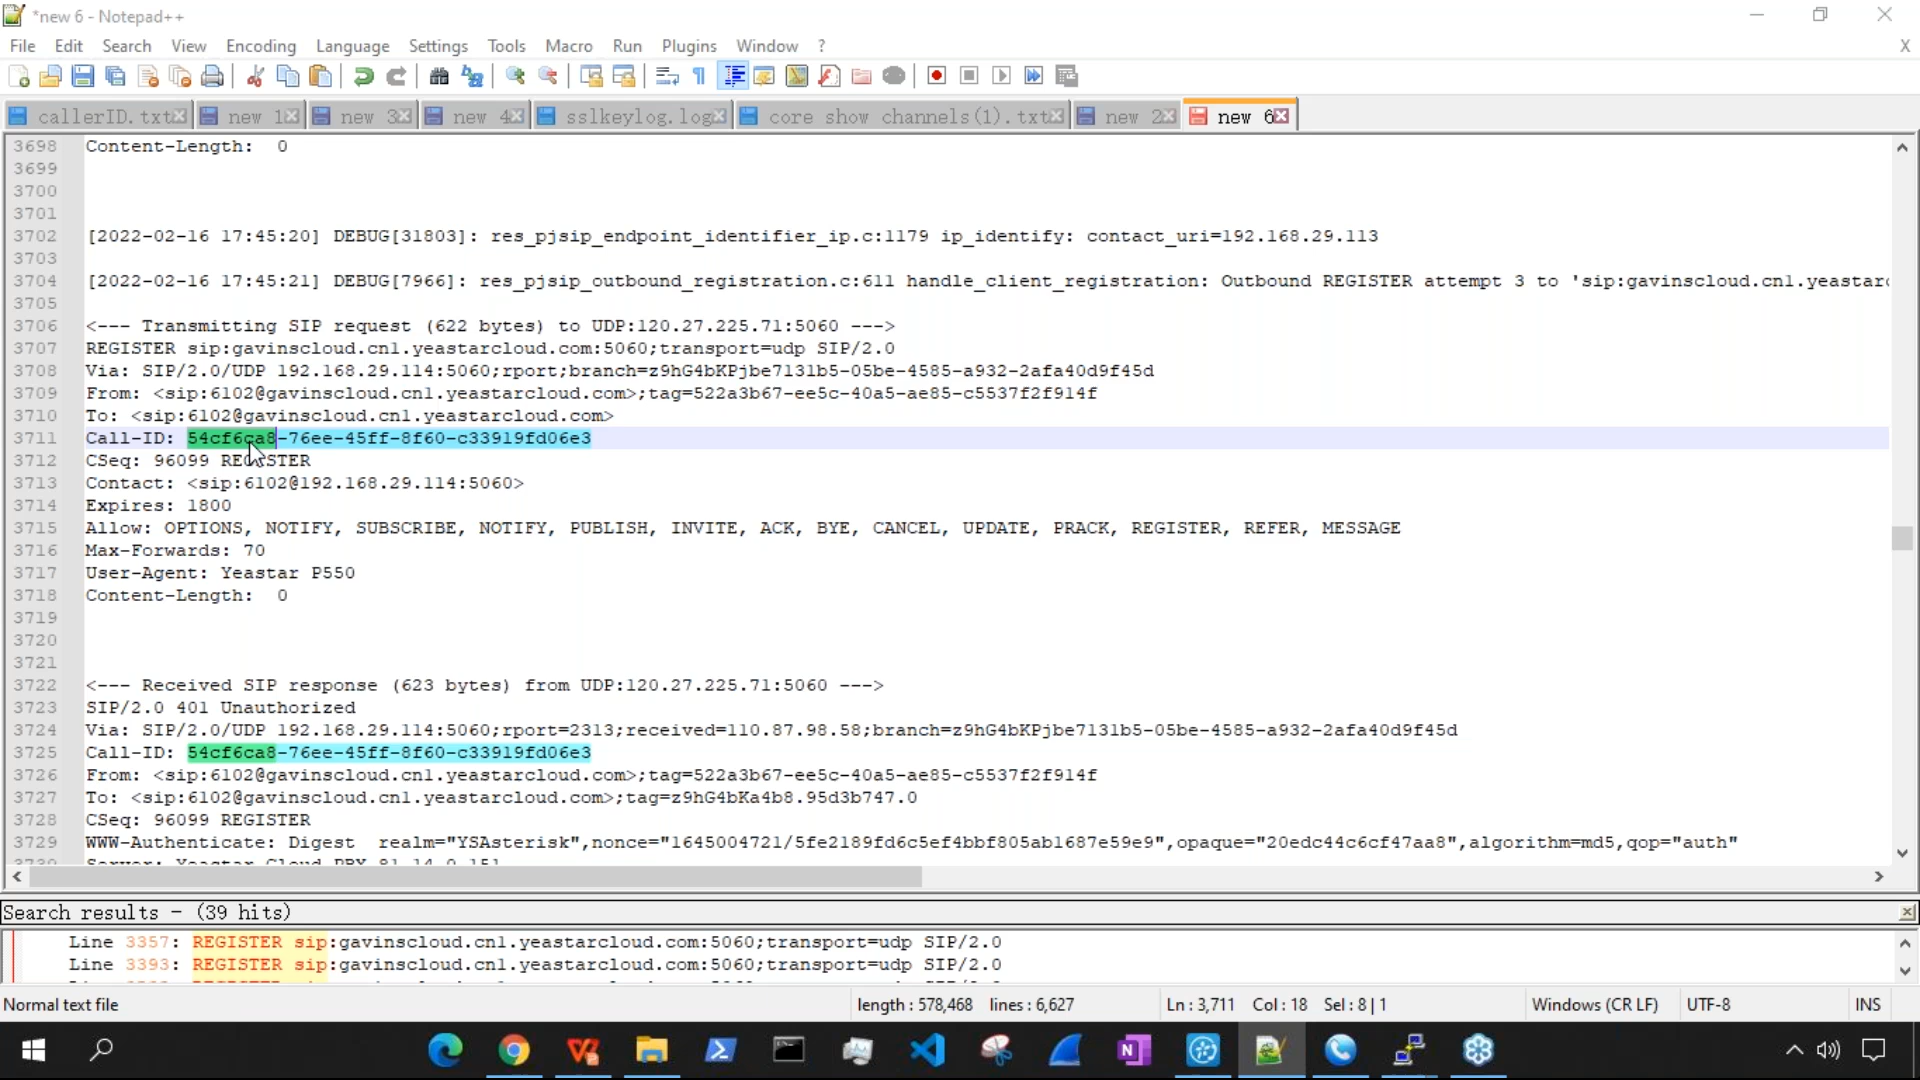 *new 6 - Notepad++
File Edit Search View Encoding Language Settings Tools Macro Run Plugins Window ? X
callerID.txt new 1 new 3 new 4 sslkeylog.log core show channels(1).txt new 2 new 6
3698 Content-Length:  0
3699
3700
3701
3702 [2022-02-16 17:45:20] DEBUG[31803]: res_pjsip_endpoint_identifier_ip.c:1179 ip_identify: contact_uri=192.168.29.113
3703
3704 [2022-02-16 17:45:21] DEBUG[7966]: res_pjsip_outbound_registration.c:611 handle_client_registration: Outbound REGISTER attempt 3 to 'sip:gavinscloud.cn1.yeastar
3705
3706 <--- Transmitting SIP request (622 bytes) to UDP:120.27.225.71:5060 --->
3707 REGISTER sip:gavinscloud.cn1.yeastarcloud.com:5060;transport=udp SIP/2.0
3708 Via: SIP/2.0/UDP 192.168.29.114:5060;rport;branch=z9hG4bKPjbe7131b5-05be-4585-a932-2afa40d9f45d
3709 From: <sip:6102@gavinscloud.cn1.yeastarcloud.com>;tag=522a3b67-ee5c-40a5-ae85-c5537f2f914f
3710 To: <sip:6102@gavinscloud.cn1.yeastarcloud.com>
3711 Call-ID: 54cf6ca8-76ee-45ff-8f60-c33919fd06e3
3712 CSeq: 96099 REGISTER
3713 Contact: <sip:6102@192.168.29.114:5060>
3714 Expires: 1800
3715 Allow: OPTIONS, NOTIFY, SUBSCRIBE, NOTIFY, PUBLISH, INVITE, ACK, BYE, CANCEL, UPDATE, PRACK, REGISTER, REFER, MESSAGE
3716 Max-Forwards: 70
3717 User-Agent: Yeastar P550
3718 Content-Length:  0
3719
3720
3721
3722 <--- Received SIP response (623 bytes) from UDP:120.27.225.71:5060 --->
3723 SIP/2.0 401 Unauthorized
3724 Via: SIP/2.0/UDP 192.168.29.114:5060;rport=2313;received=110.87.98.58;branch=z9hG4bKPjbe7131b5-05be-4585-a932-2afa40d9f45d
3725 Call-ID: 54cf6ca8-76ee-45ff-8f60-c33919fd06e3
3726 From: <sip:6102@gavinscloud.cn1.yeastarcloud.com>;tag=522a3b67-ee5c-40a5-ae85-c5537f2f914f
3727 To: <sip:6102@gavinscloud.cn1.yeastarcloud.com>;tag=z9hG4bKa4b8.95d3b747.0
3728 CSeq: 96099 REGISTER
3729 WWW-Authenticate: Digest  realm="YSAsterisk",nonce="1645004721/5fe2189fd6c5ef4bbf805ab1687e59e9",opaque="20edc44c6cf47aa8",algorithm=md5,qop="auth"
3730 Server: Yeastar Cloud PBX 81.14.0.151
Search results - (39 hits)
Line 3357: REGISTER sip:gavinscloud.cn1.yeastarcloud.com:5060;transport=udp SIP/2.0
Line 3393: REGISTER sip:gavinscloud.cn1.yeastarcloud.com:5060;transport=udp SIP/2.0
Normal text file length : 578,468 lines : 6,627 Ln : 3,711 Col : 18 Sel : 8 | 1 Windows (CR LF) UTF-8 INS